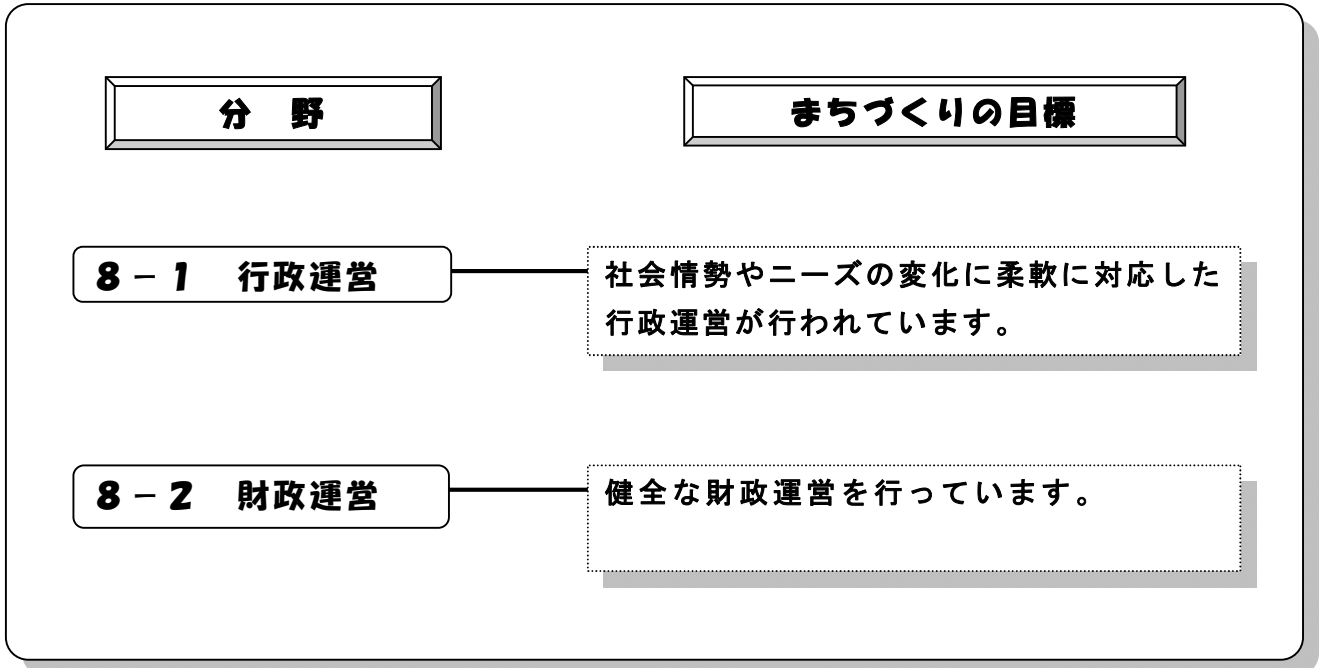 分　野
まちづくりの目標
８－１　行政運営
社会情勢やニーズの変化に柔軟に対応した
行政運営が行われています。
８－２　財政運営
健全な財政運営を行っています。